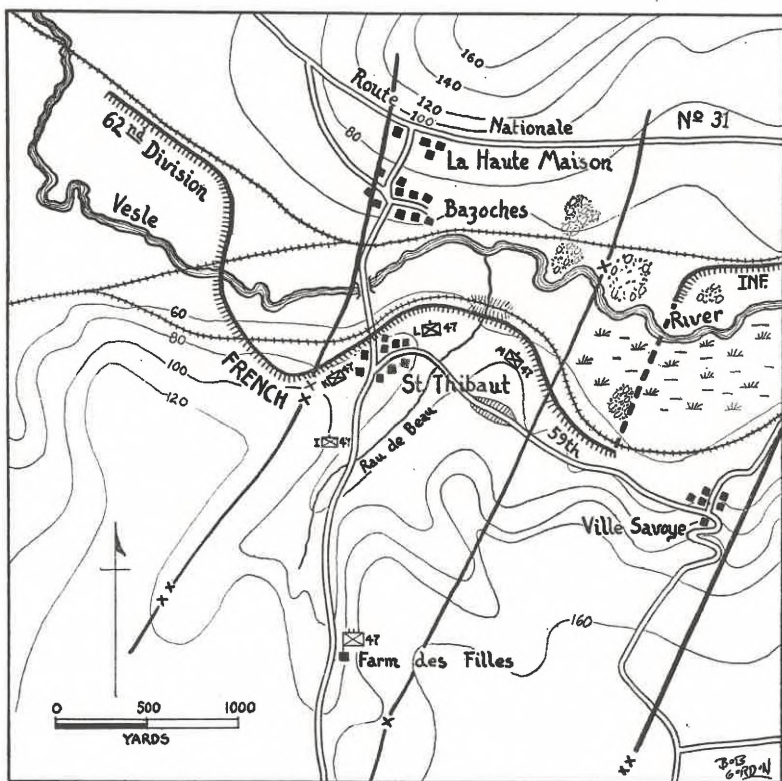 160
140
120
100
80
Route
Nationale
Nº 31
La Haute Maison
Bazoches
62nd Division
Vesle
INF.
River
60
80
100
120
FRENCH
L 47
M 47
K 47
I 47
St. Thibaut
Rau de Beau
59th
Ville Savoye
47
Farm des Filles
160
0 500 1000
YARDS
BOB
GORDON